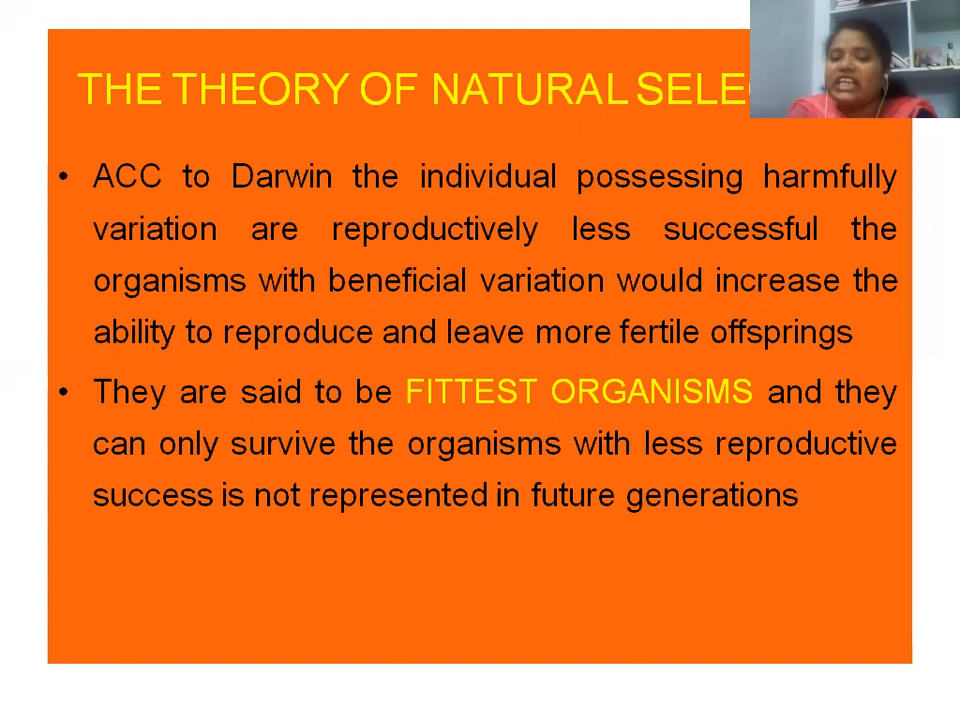 THE THEORY OF NATURAL
• ACC to Darwin the individual possessing harmfully
variation are reproductively less successful the
organisms with beneficial variation would increase the
ability to reproduce and leave more fertile offsprings
• They are said to be FITTEST ORGANISMS and they
can only survive the organisms with less reproductive
success is not represented in future generations